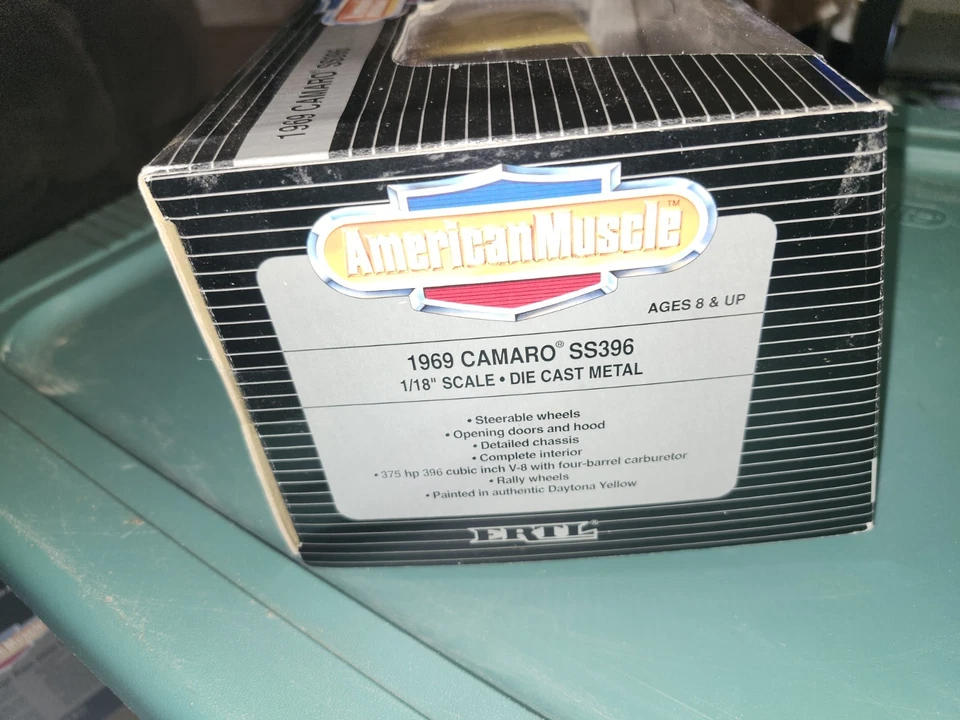 1969 CAMARO® SS396
AmericanMuscle™
AGES 8 & UP
1969 CAMARO® SS396
1/18" SCALE • DIE CAST METAL
• Steerable wheels
• Opening doors and hood
• Detailed chassis
• Complete interior
• 375 hp 396 cubic inch V-8 with four-barrel carburetor
• Rally wheels
• Painted in authentic Daytona Yellow
ERTL®